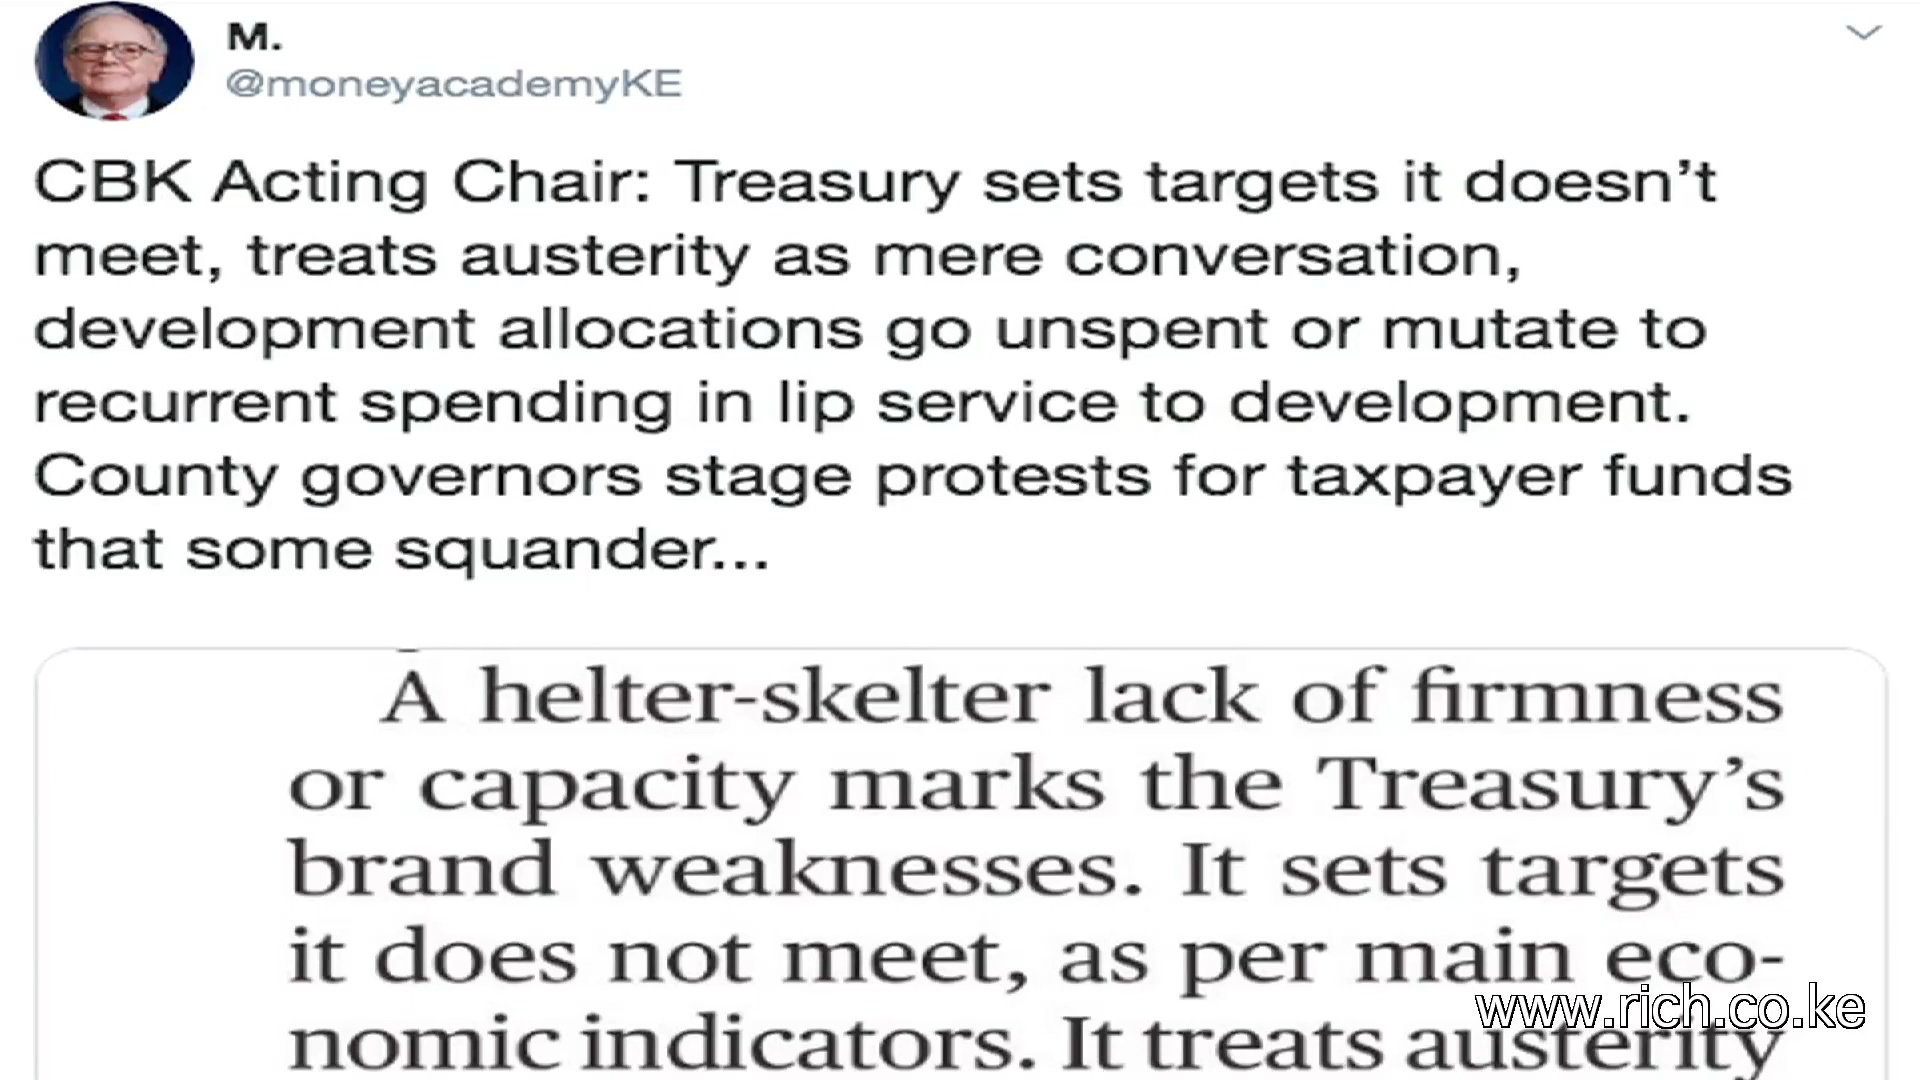 M.
@moneyacademyKE
CBK Acting Chair: Treasury sets targets it doesn’t
meet, treats austerity as mere conversation,
development allocations go unspent or mutate to
recurrent spending in lip service to development.
County governors stage protests for taxpayer funds
that some squander...
A helter-skelter lack of firmness
or capacity marks the Treasury’s
brand weaknesses. It sets targets
it does not meet, as per main eco-
nomic indicators. It treats austerity
www.rich.co.ke